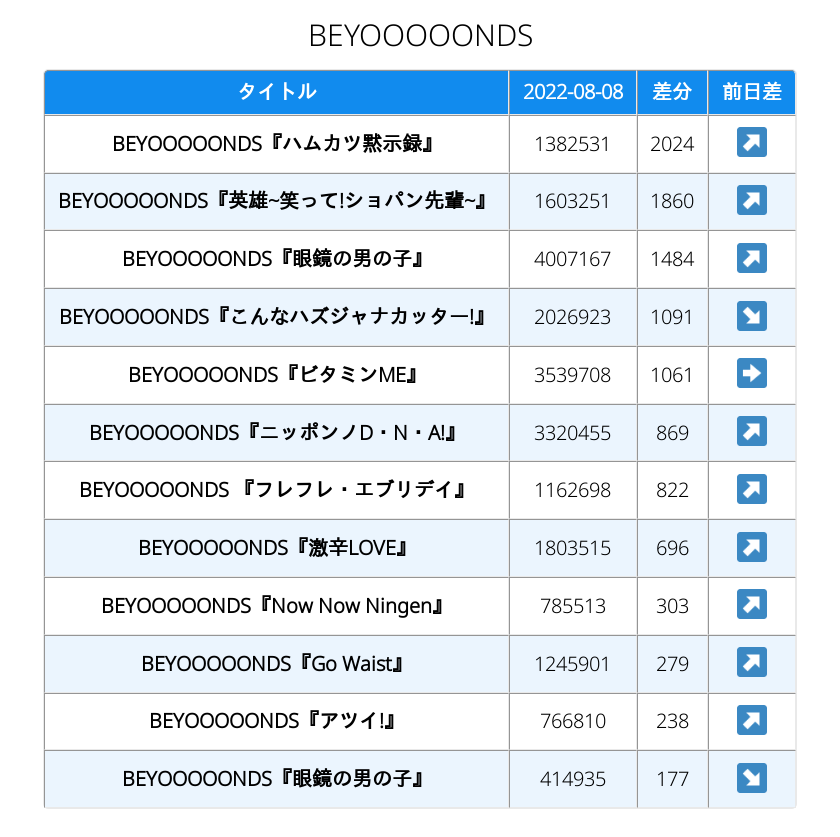 BEYOOOOONDS
タイトル 2022-08-08 差分 前日差
BEYOOOOONDS『ハムカツ黙示録』 1382531 2024 ↗
BEYOOOOONDS『英雄~笑って!ショパン先輩~』 1603251 1860 ↗
BEYOOOOONDS『眼鏡の男の子』 4007167 1484 ↗
BEYOOOOONDS『こんなハズジャナカッター!』 2026923 1091 ↘
BEYOOOOONDS『ビタミンME』 3539708 1061 ➡
BEYOOOOONDS『ニッポンノD・N・A!』 3320455 869 ↗
BEYOOOOONDS 『フレフレ・エブリデイ』 1162698 822 ↗
BEYOOOOONDS『激辛LOVE』 1803515 696 ↗
BEYOOOOONDS『Now Now Ningen』 785513 303 ↗
BEYOOOOONDS『Go Waist』 1245901 279 ↗
BEYOOOOONDS『アツイ!』 766810 238 ↗
BEYOOOOONDS『眼鏡の男の子』 414935 177 ↘